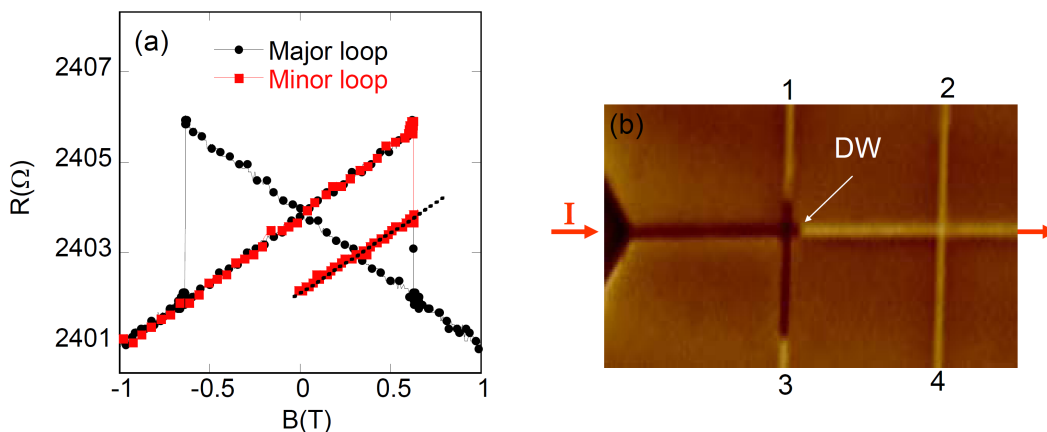 (a)
Major loop
Minor loop
2407
2405
2403
2401
R(Ω)
-1
-0.5
0
0.5
1
B(T)
1
2
(b)
DW
I
3
4